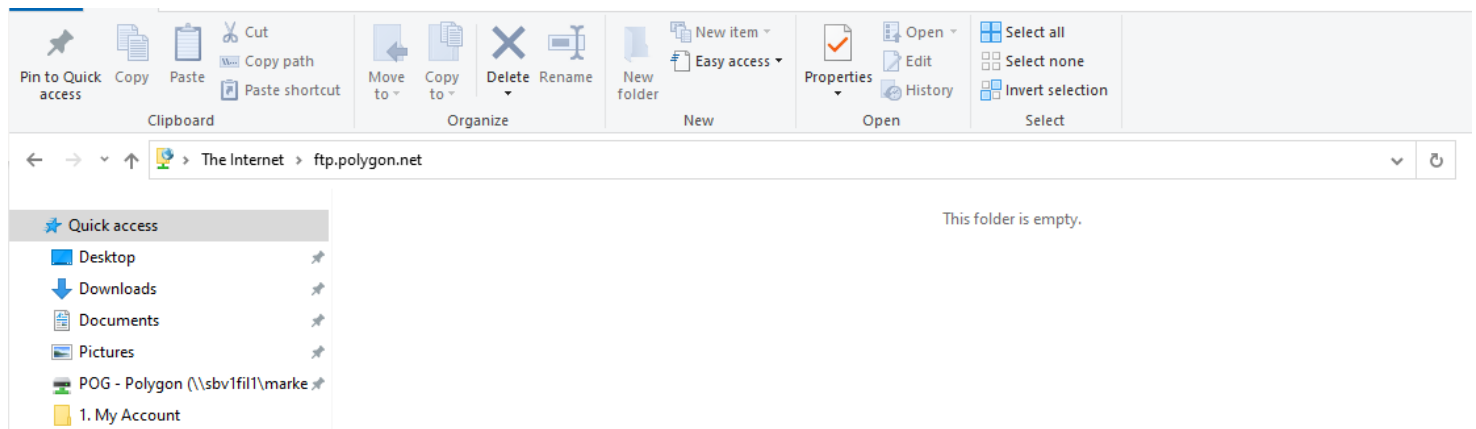 Pin to Quick access
Copy
Paste
Cut
Copy path
Paste shortcut
Clipboard
Move to
Copy to
Delete
Rename
Organize
New folder
New item
Easy access
New
Properties
Open
Edit
History
Open
Select all
Select none
Invert selection
Select
The Internet > ftp.polygon.net
Quick access
Desktop
Downloads
Documents
Pictures
POG - Polygon (\\sbv1fil1\marke
1. My Account
This folder is empty.